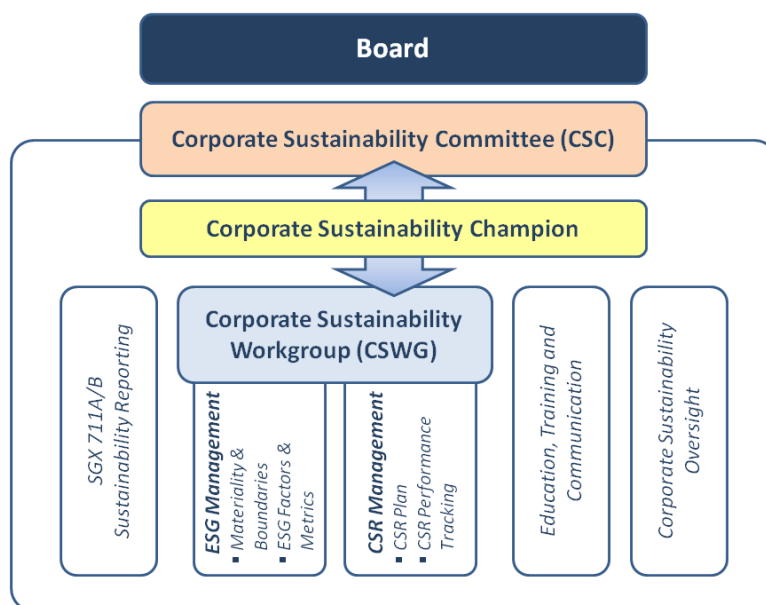 Board
Corporate Sustainability Committee (CSC)
Corporate Sustainability Champion
Corporate Sustainability
Workgroup (CSWG)
SGX 711A/B
Sustainability Reporting
ESG Management
▪ Materiality &
Boundaries
▪ ESG Factors &
Metrics
CSR Management
▪ CSR Plan
▪ CSR Performance
Tracking
Education, Training and
Communication
Corporate Sustainability
Oversight